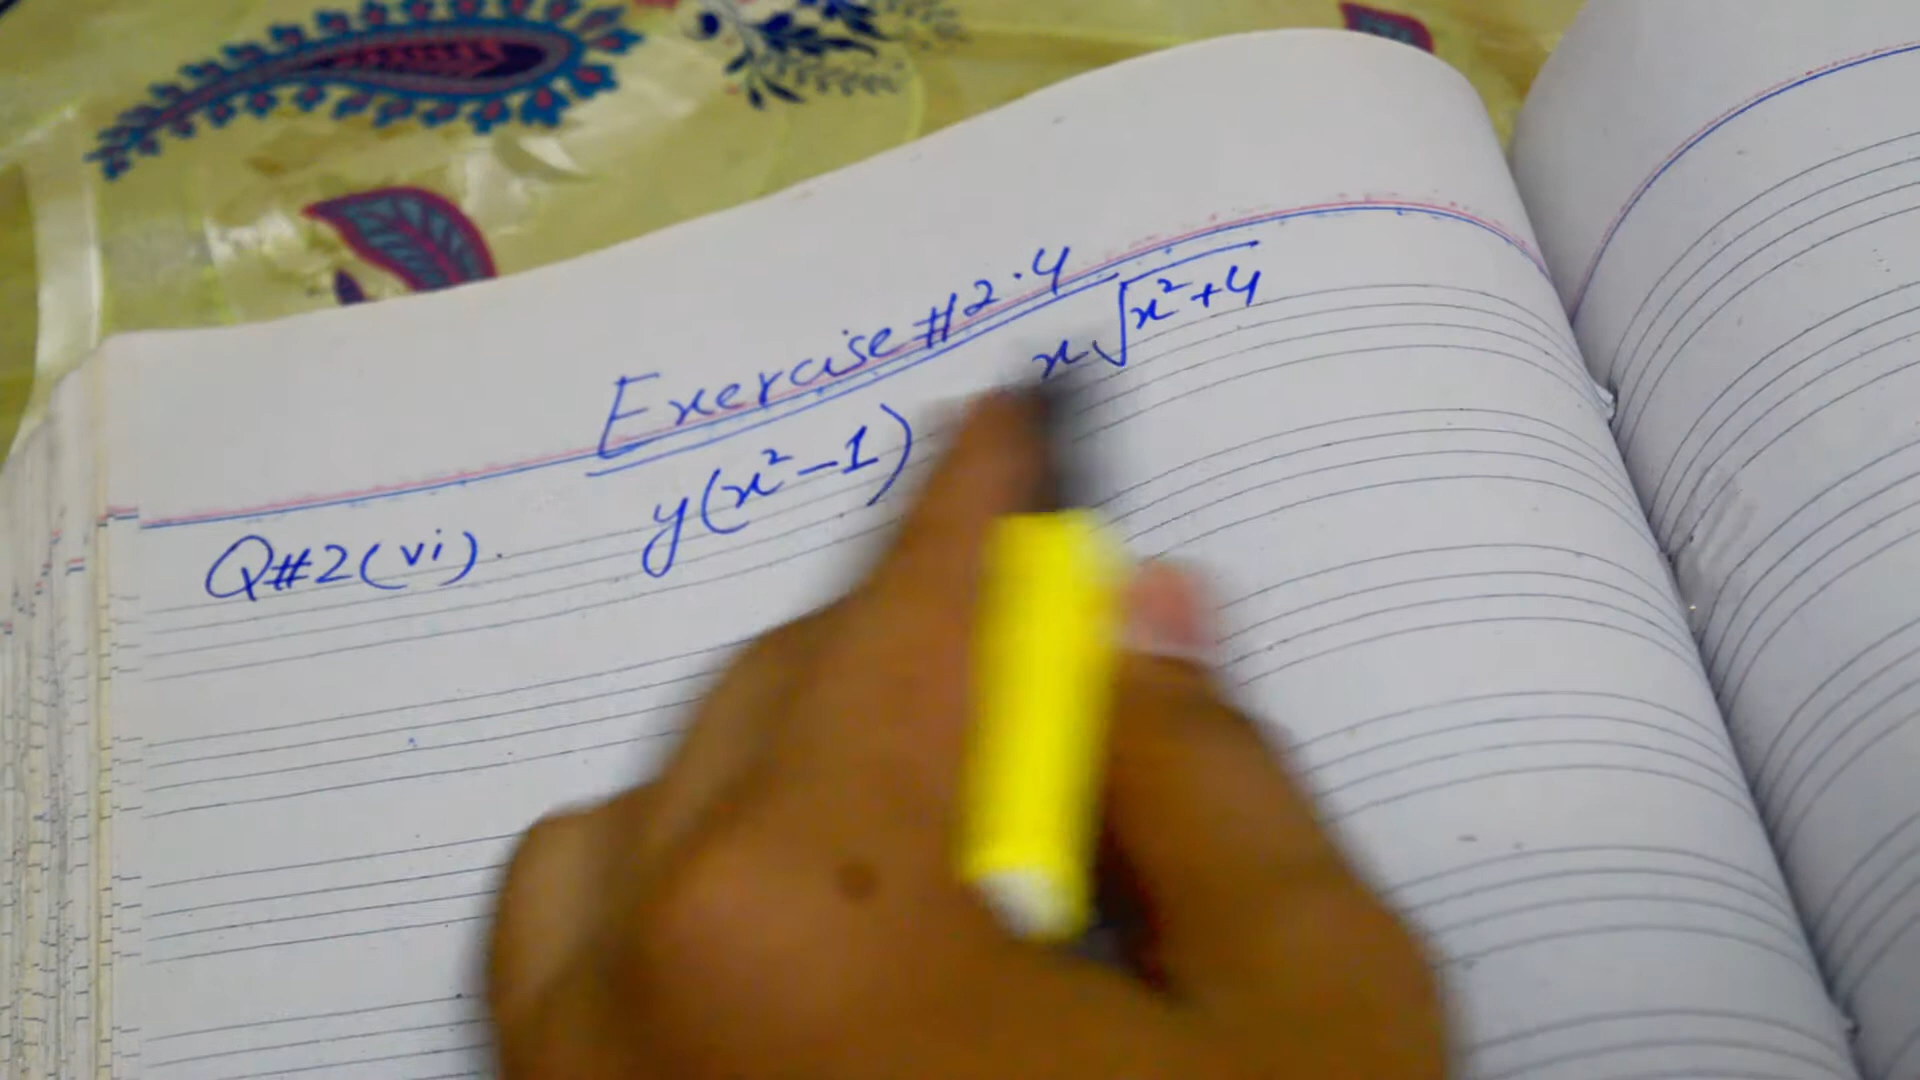 Exercise #2.4
Q#2(vi). y(x²-1) x√x²+4